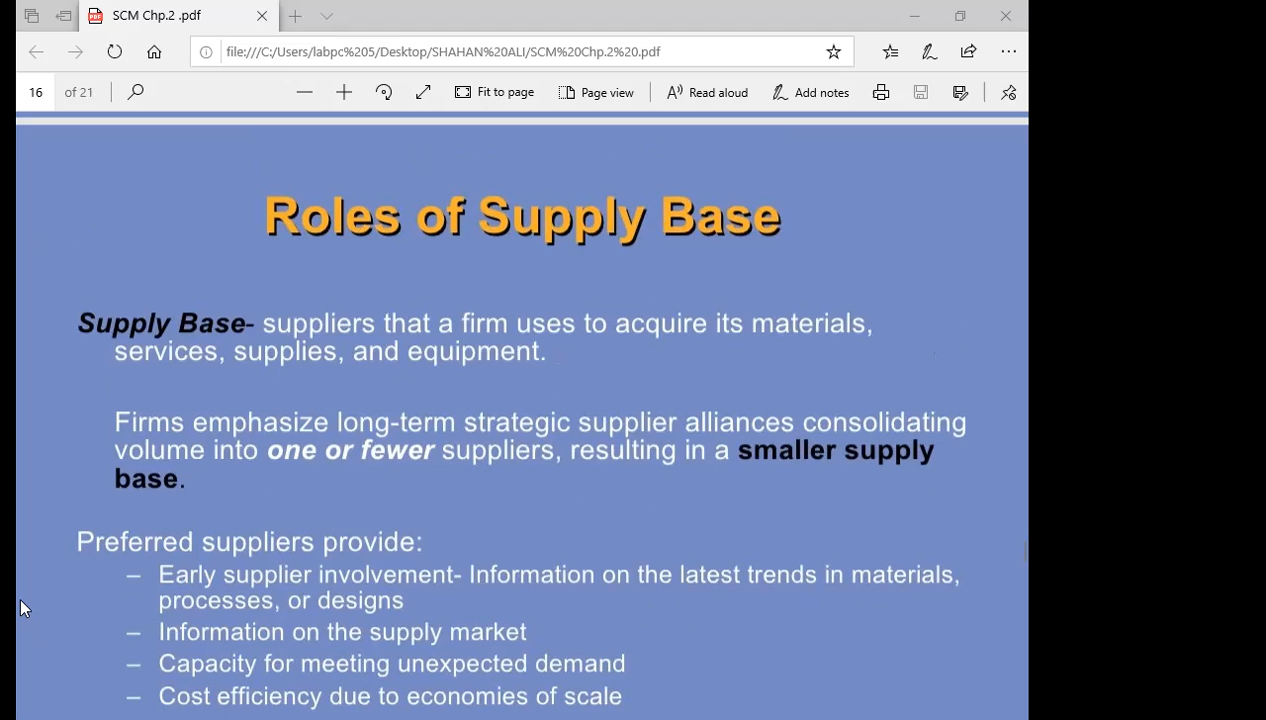 SCM Chp.2 .pdf
file:///C:/Users/labpc%205/Desktop/SHAHAN%20ALI/SCM%20Chp.2%20.pdf
16 of 21 Fit to page Page view Read aloud Add notes
Roles of Supply Base
Supply Base- suppliers that a firm uses to acquire its materials,
services, supplies, and equipment.
Firms emphasize long-term strategic supplier alliances consolidating
volume into one or fewer suppliers, resulting in a smaller supply
base.
Preferred suppliers provide:
– Early supplier involvement- Information on the latest trends in materials,
processes, or designs
– Information on the supply market
– Capacity for meeting unexpected demand
– Cost efficiency due to economies of scale